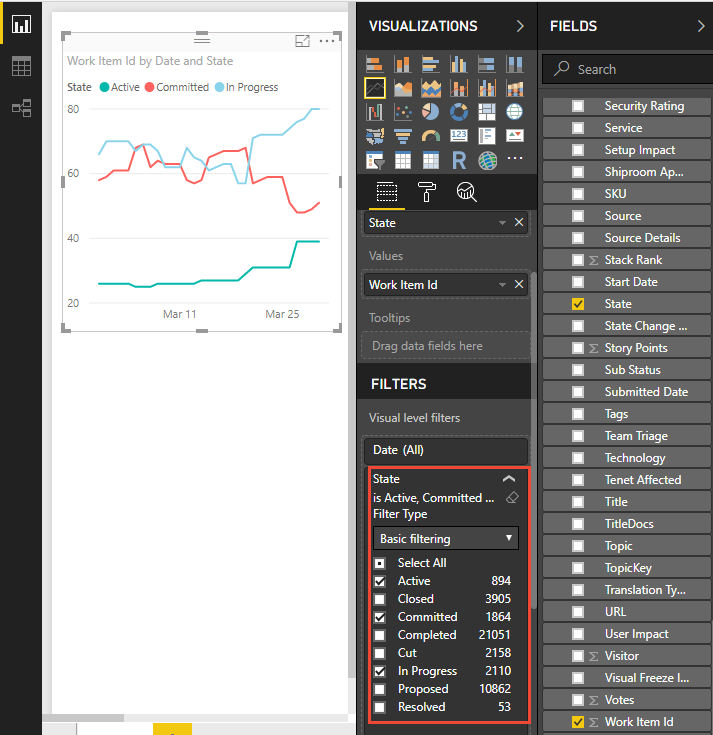 Work Item Id by Date and State
State Active Committed In Progress
80
60
40
20
Mar 11 Mar 25
VISUALIZATIONS
123
R
State
Values
Work Item Id
Tooltips
Drag data fields here
FILTERS
Visual level filters
Date (All)
State
is Active, Committed ...
Filter Type
Basic filtering
Select All
Active 894
Closed 3905
Committed 1864
Completed 21051
Cut 2158
In Progress 2110
Proposed 10862
Resolved 53
FIELDS
Search
Security Rating
Service
Setup Impact
Shiproom Ap...
SKU
Source
Source Details
Σ Stack Rank
Start Date
State
State Change ...
Σ Story Points
Sub Status
Submitted Date
Tags
Team Triage
Technology
Tenet Affected
Title
TitleDocs
Topic
TopicKey
Translation Ty...
URL
User Impact
Σ Visitor
Visual Freeze I...
Σ Votes
Σ Work Item Id